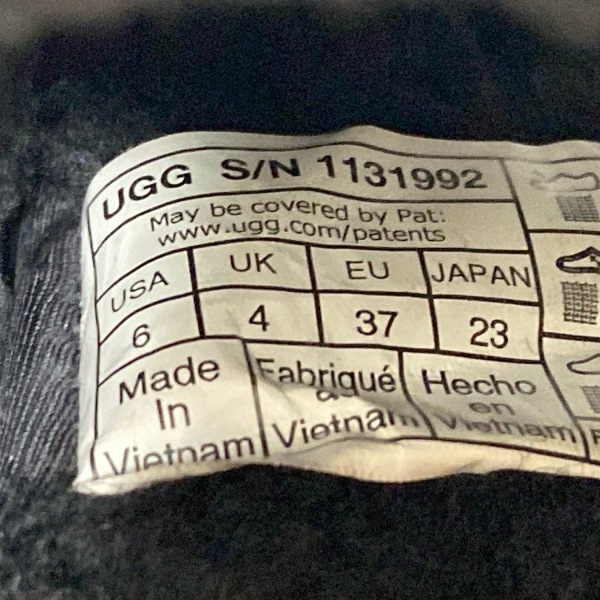 UGG S/N 1131992
May be covered by Pat:
www.ugg.com/patents
USA UK EU JAPAN
6 4 37 23
Made Fabriqué Hecho
In a en
Vietnam Vietnam Vietnam